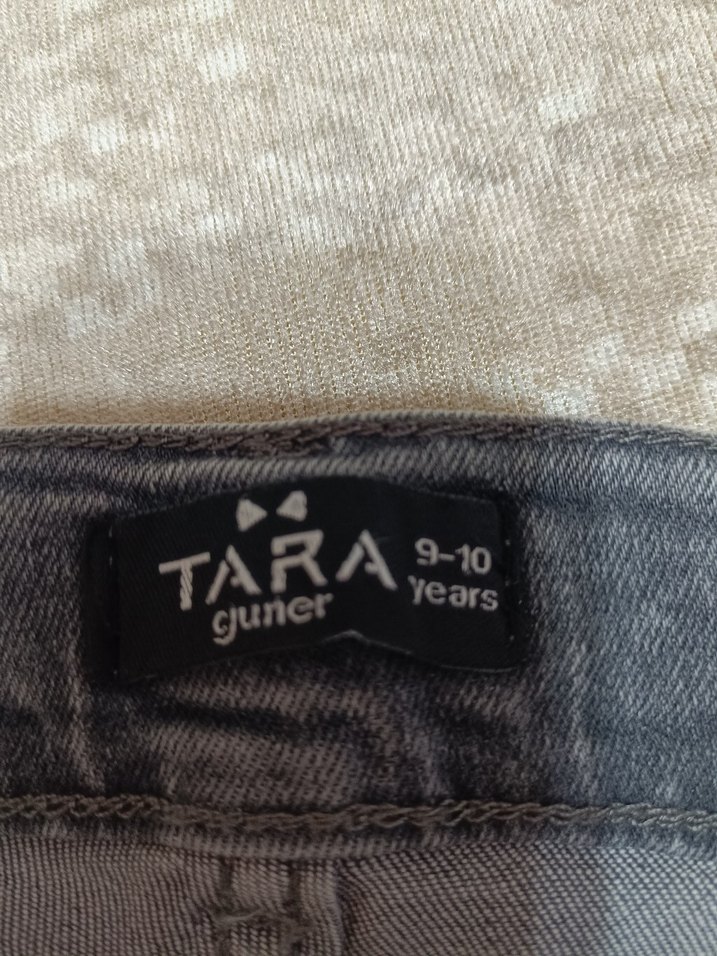 TARA
guner
9-10
Years